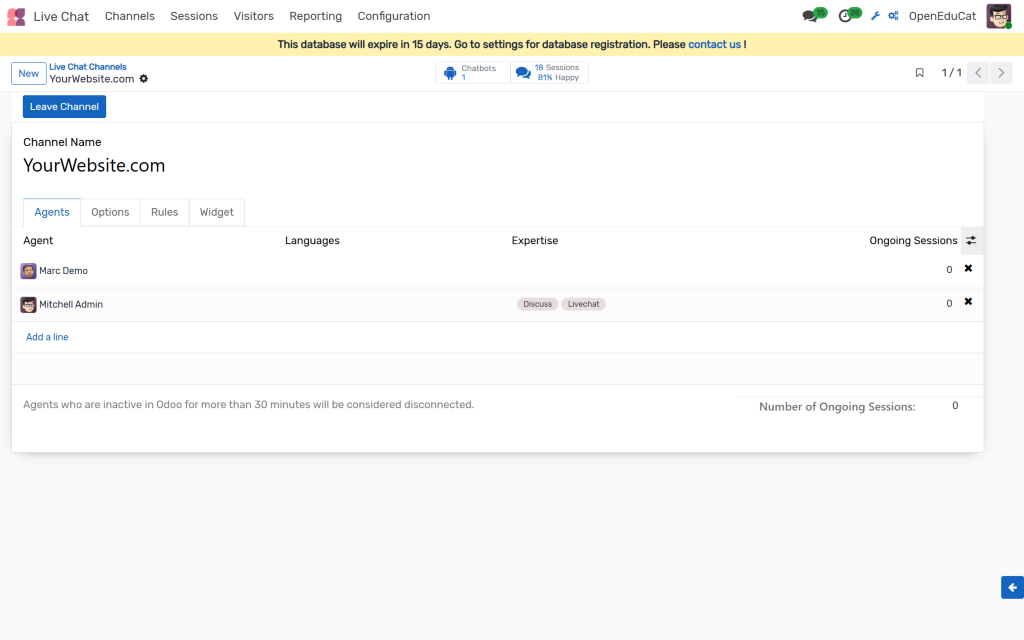 Live Chat Channels Sessions Visitors Reporting Configuration 15 28 OpenEduCat
This database will expire in 15 days. Go to settings for database registration. Please contact us !
New Live Chat Channels
YourWebsite.com
Chatbots
1
18 Sessions
81% Happy
1 / 1
Leave Channel
Channel Name
YourWebsite.com
Agents Options Rules Widget
Agent Languages Expertise Ongoing Sessions
Marc Demo 0
Mitchell Admin Discuss Livechat 0
Add a line
Agents who are inactive in Odoo for more than 30 minutes will be considered disconnected.
Number of Ongoing Sessions: 0